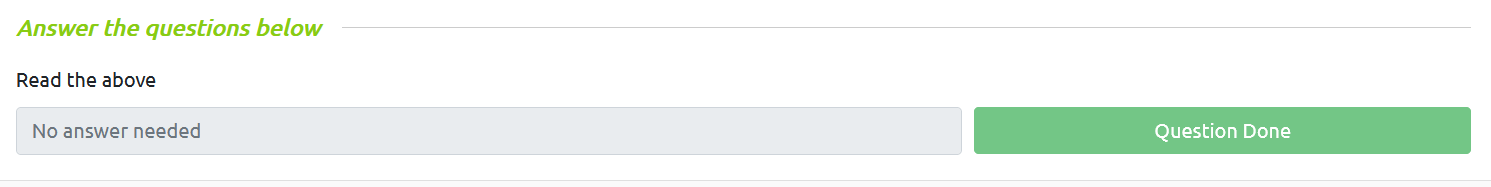 Answer the questions below
Read the above
No answer needed
Question Done